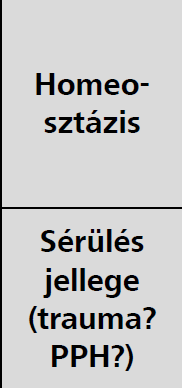 Homeo-
sztázis
Sérülés
jellege
(trauma?
PPH?)